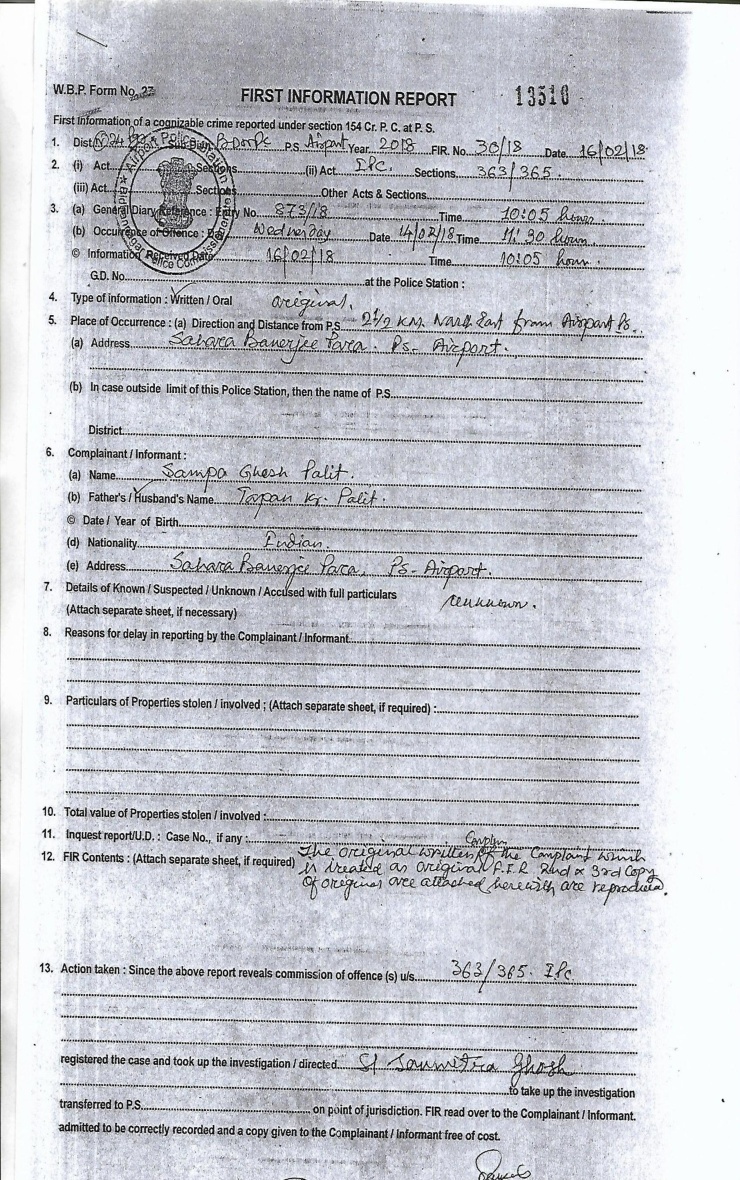 W.B.P. Form No. 27
FIRST INFORMATION REPORT 13510
First Information of a cognizable crime reported under section 154 Cr. P. C. at P. S.
1. Dist. P.S. Airport Year 2018 FIR. No. 30/18 Date 16/02/18
2. (i) Act Sections (ii) Act IPC. Sections 363/365.
(iii) Act Sections Other Acts & Sections
3. (a) General Diary Reference : Entry No. 873/18 Time 10:05 hours.
(b) Occurrence of Offence : Day Wednesday Date 14/02/18. Time 11:30 hours.
© Information Received Date 16/02/18 Time 10:05 hours.
G.D. No. at the Police Station :
4. Type of information : Written / Oral original.
5. Place of Occurrence : (a) Direction and Distance from P.S. 2 1/2 KM. North East from Airport Ps.
(a) Address Sahara Banerjee Para. Ps- Airport.
(b) In case outside limit of this Police Station, then the name of P.S.
District
6. Complainant / Informant :
(a) Name Sampa Ghosh Palit.
(b) Father's / Husband's Name Tapan Kr. Palit.
© Date / Year of Birth
(d) Nationality Indian
(e) Address Sahara Banerjee Para, Ps- Airport.
7. Details of Known / Suspected / Unknown / Accused with full particulars unknown.
(Attach separate sheet, if necessary)
8. Reasons for delay in reporting by the Complainant / Informant
9. Particulars of Properties stolen / involved ; (Attach separate sheet, if required) :
10. Total value of Properties stolen / involved :
11. Inquest report/U.D. : Case No., if any :
12. FIR Contents : (Attach separate sheet, if required) The original written of the Complaint which
is treated as original F.I.R 2nd & 3rd Copy
of original are attached herewith are reproduced.
13. Action taken : Since the above report reveals commission of offence (s) u/s 363/365. IPC
registered the case and took up the investigation / directed SI Soumitra Ghosh
to take up the investigation
transferred to P.S. on point of jurisdiction. FIR read over to the Complainant / Informant.
admitted to be correctly recorded and a copy given to the Complainant / Informant free of cost.